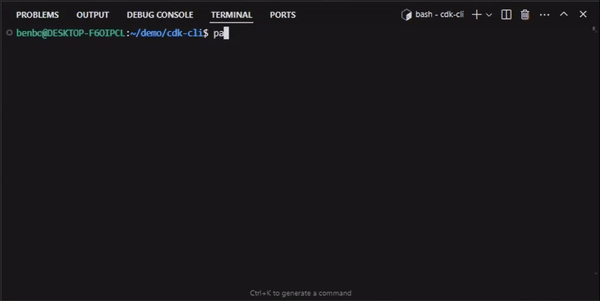 PROBLEMS OUTPUT DEBUG CONSOLE TERMINAL PORTS bash - cdk-cli
benbc@DESKTOP-F6OIPCL:~/demo/cdk-cli$ pa
Ctrl+K to generate a command